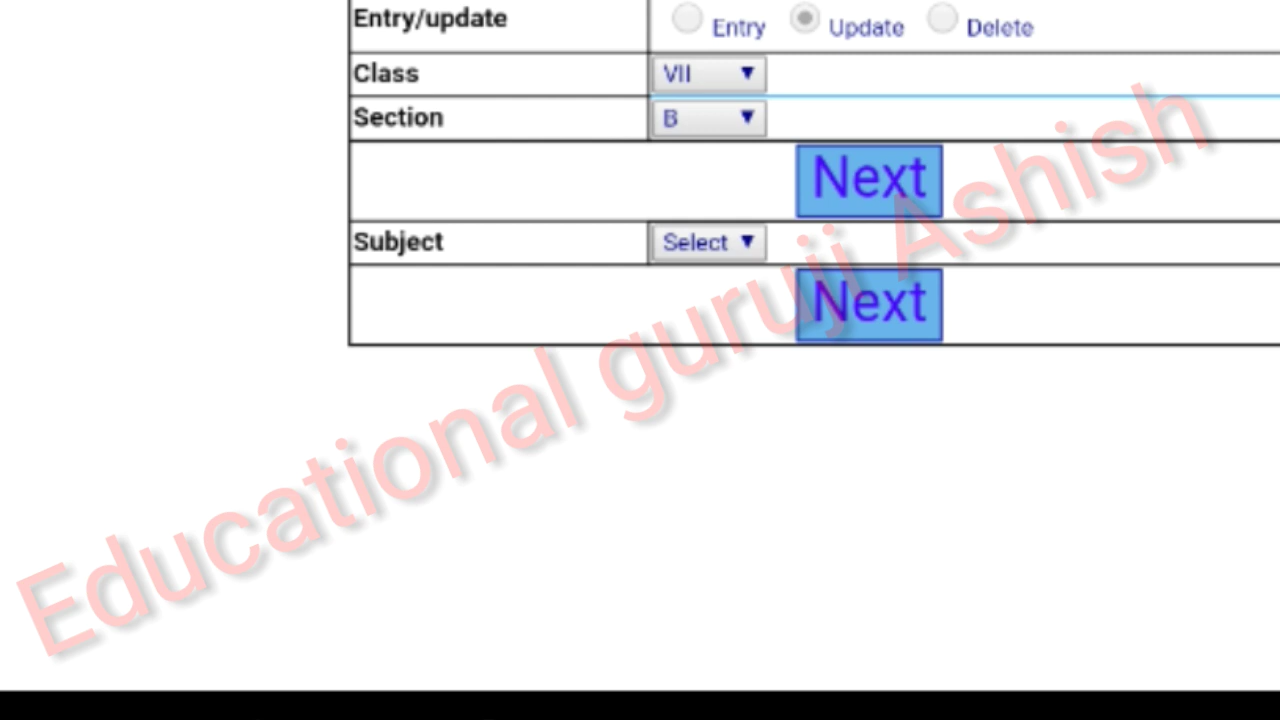 Entry/update Entry Update Delete
Class VII ▼
Section B ▼
Next
Subject Select ▼
Next
Educational guruji Ashish